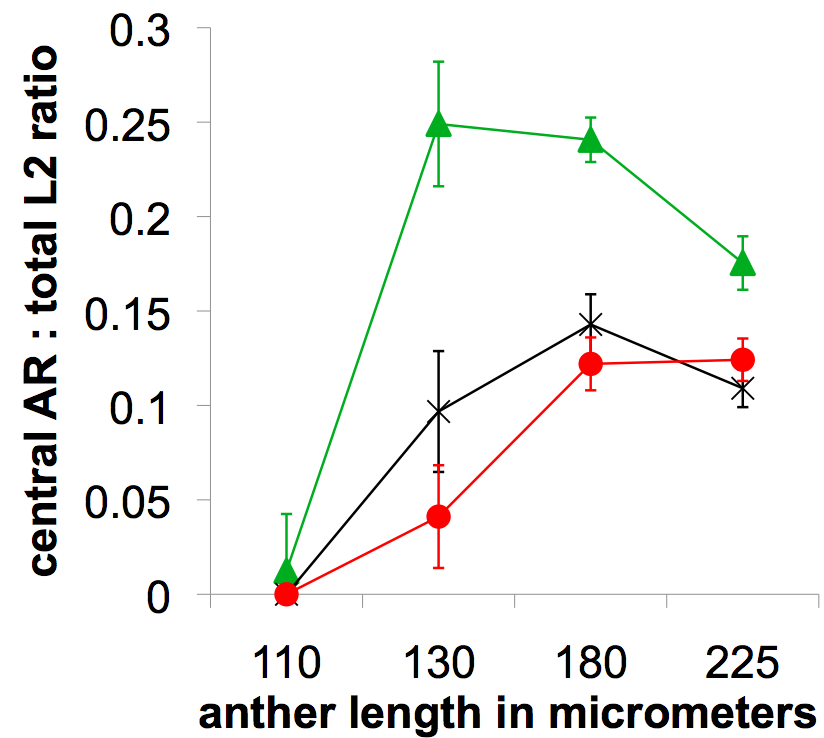 central AR : total L2 ratio
0.3
0.25
0.2
0.15
0.1
0.05
0
110 130 180 225
anther length in micrometers